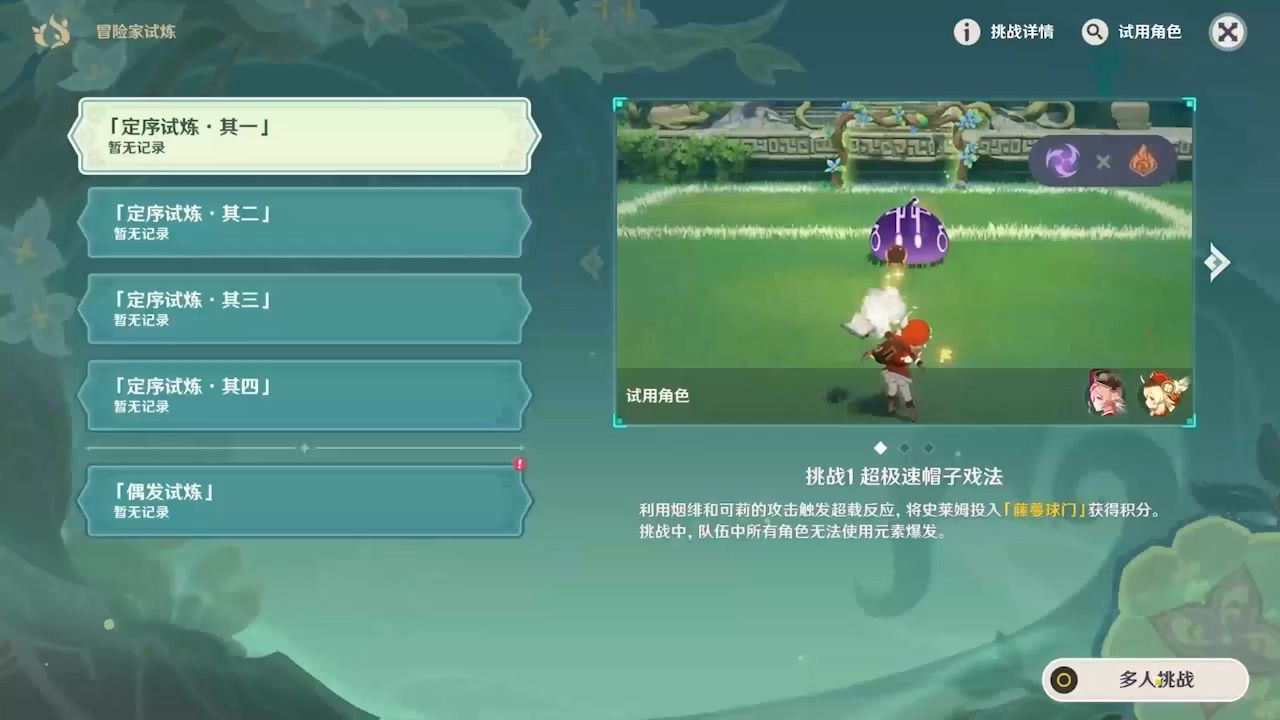 冒险家试炼
挑战详情
试用角色
「定序试炼·其一」
暂无记录
「定序试炼·其二」
暂无记录
「定序试炼·其三」
暂无记录
「定序试炼·其四」
暂无记录
「偶发试炼」
暂无记录
试用角色
挑战1 超极速帽子戏法
利用烟绯和可莉的攻击触发超载反应，将史莱姆投入「藤蔓球门」获得积分。
挑战中，队伍中所有角色无法使用元素爆发。
多人挑战